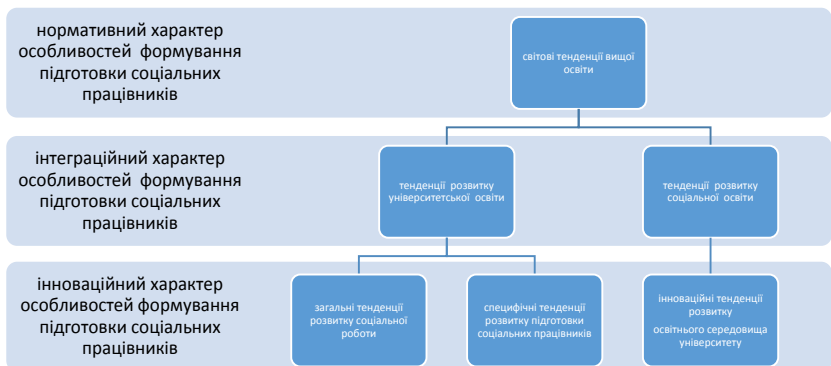 нормативний характер
особливостей формування
підготовки соціальних
працівників
світові тенденції вищої
освіти
інтеграційний характер
особливостей формування
підготовки соціальних
працівників
тенденції розвитку
університетської освіти
тенденції розвитку
соціальної освіти
інноваційний характер
особливостей формування
підготовки соціальних
працівників
загальні тенденції
розвитку соціальної
роботи
специфічні тенденції
розвитку підготовки
соціальних працівників
інноваційні тенденції
розвитку
освітнього середовища
університету